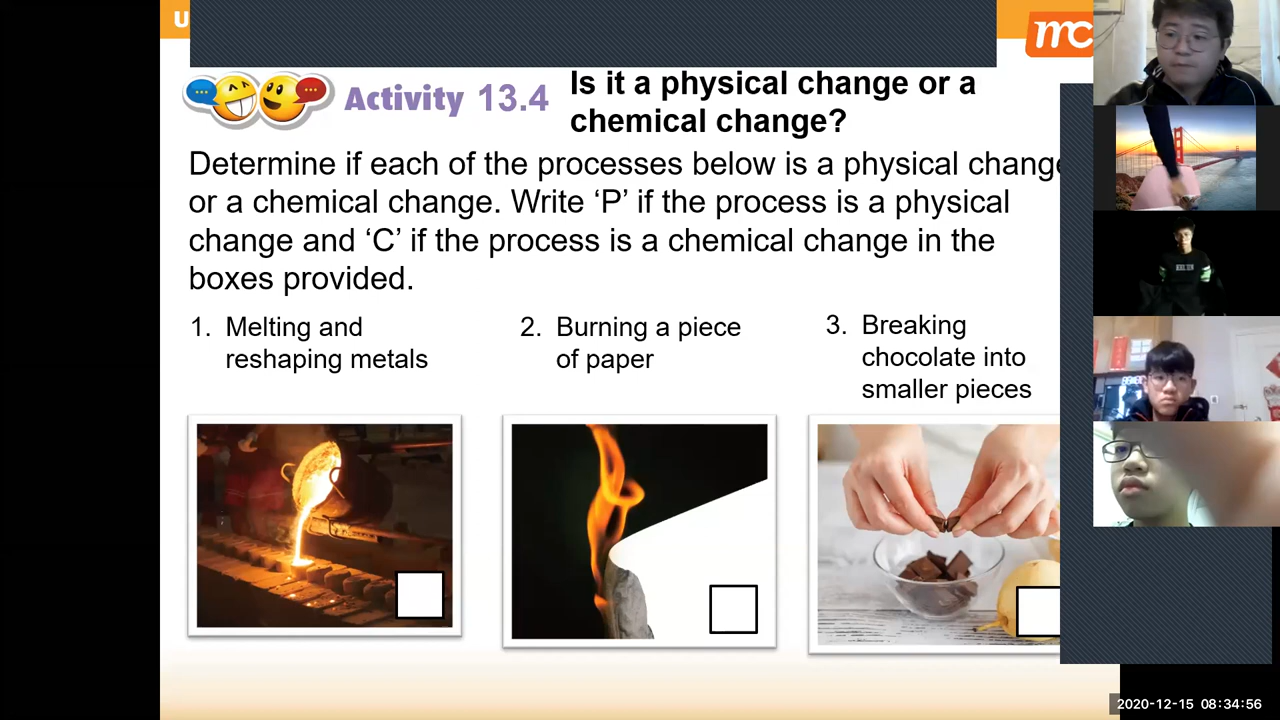 U
mc
Activity 13.4
Is it a physical change or a
chemical change?
Determine if each of the processes below is a physical change
or a chemical change. Write ‘P’ if the process is a physical
change and ‘C’ if the process is a chemical change in the
boxes provided.
1. Melting and
reshaping metals
2. Burning a piece
of paper
3. Breaking
chocolate into
smaller pieces
2020-12-15 08:34:56